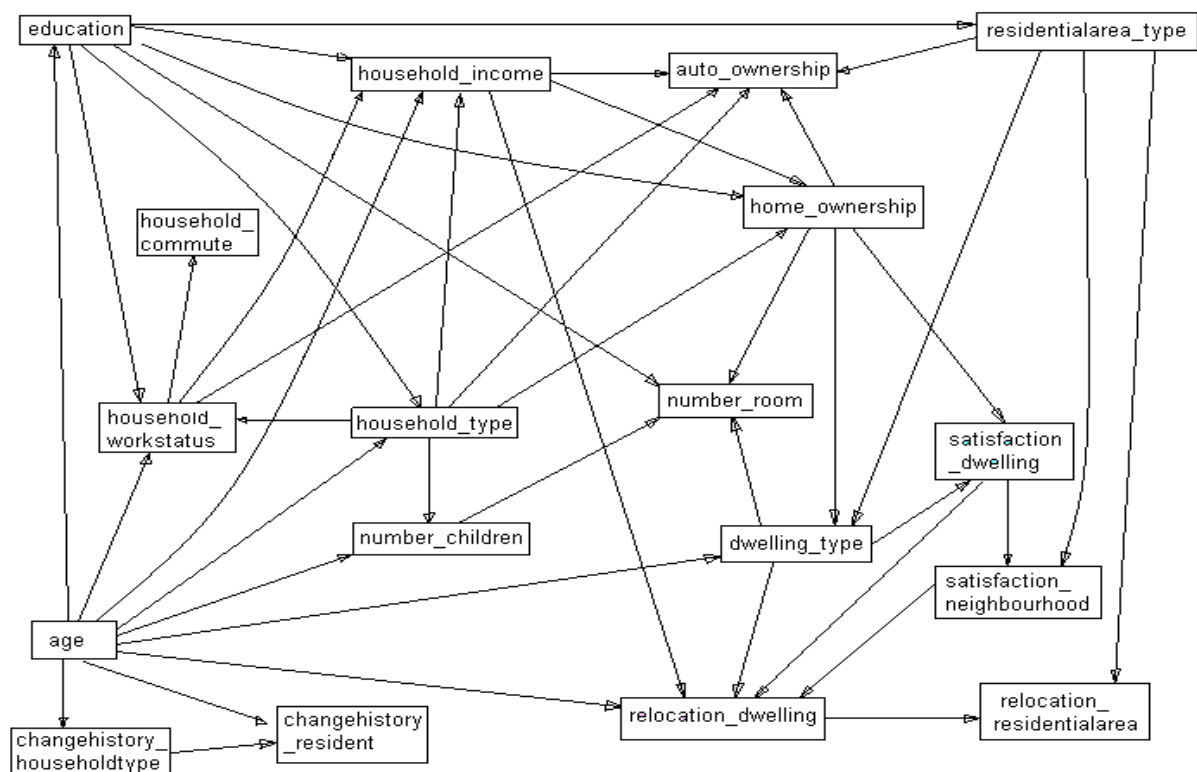 education
residentialarea_type
household_income
auto_ownership
home_ownership
household_
commute
number_room
household_
workstatus
household_type
satisfaction
_dwelling
number_children
dwelling_type
satisfaction_
neighbourhood
age
relocation_dwelling
relocation_
residentialarea
changehistory
_resident
changehistory_
householdtype